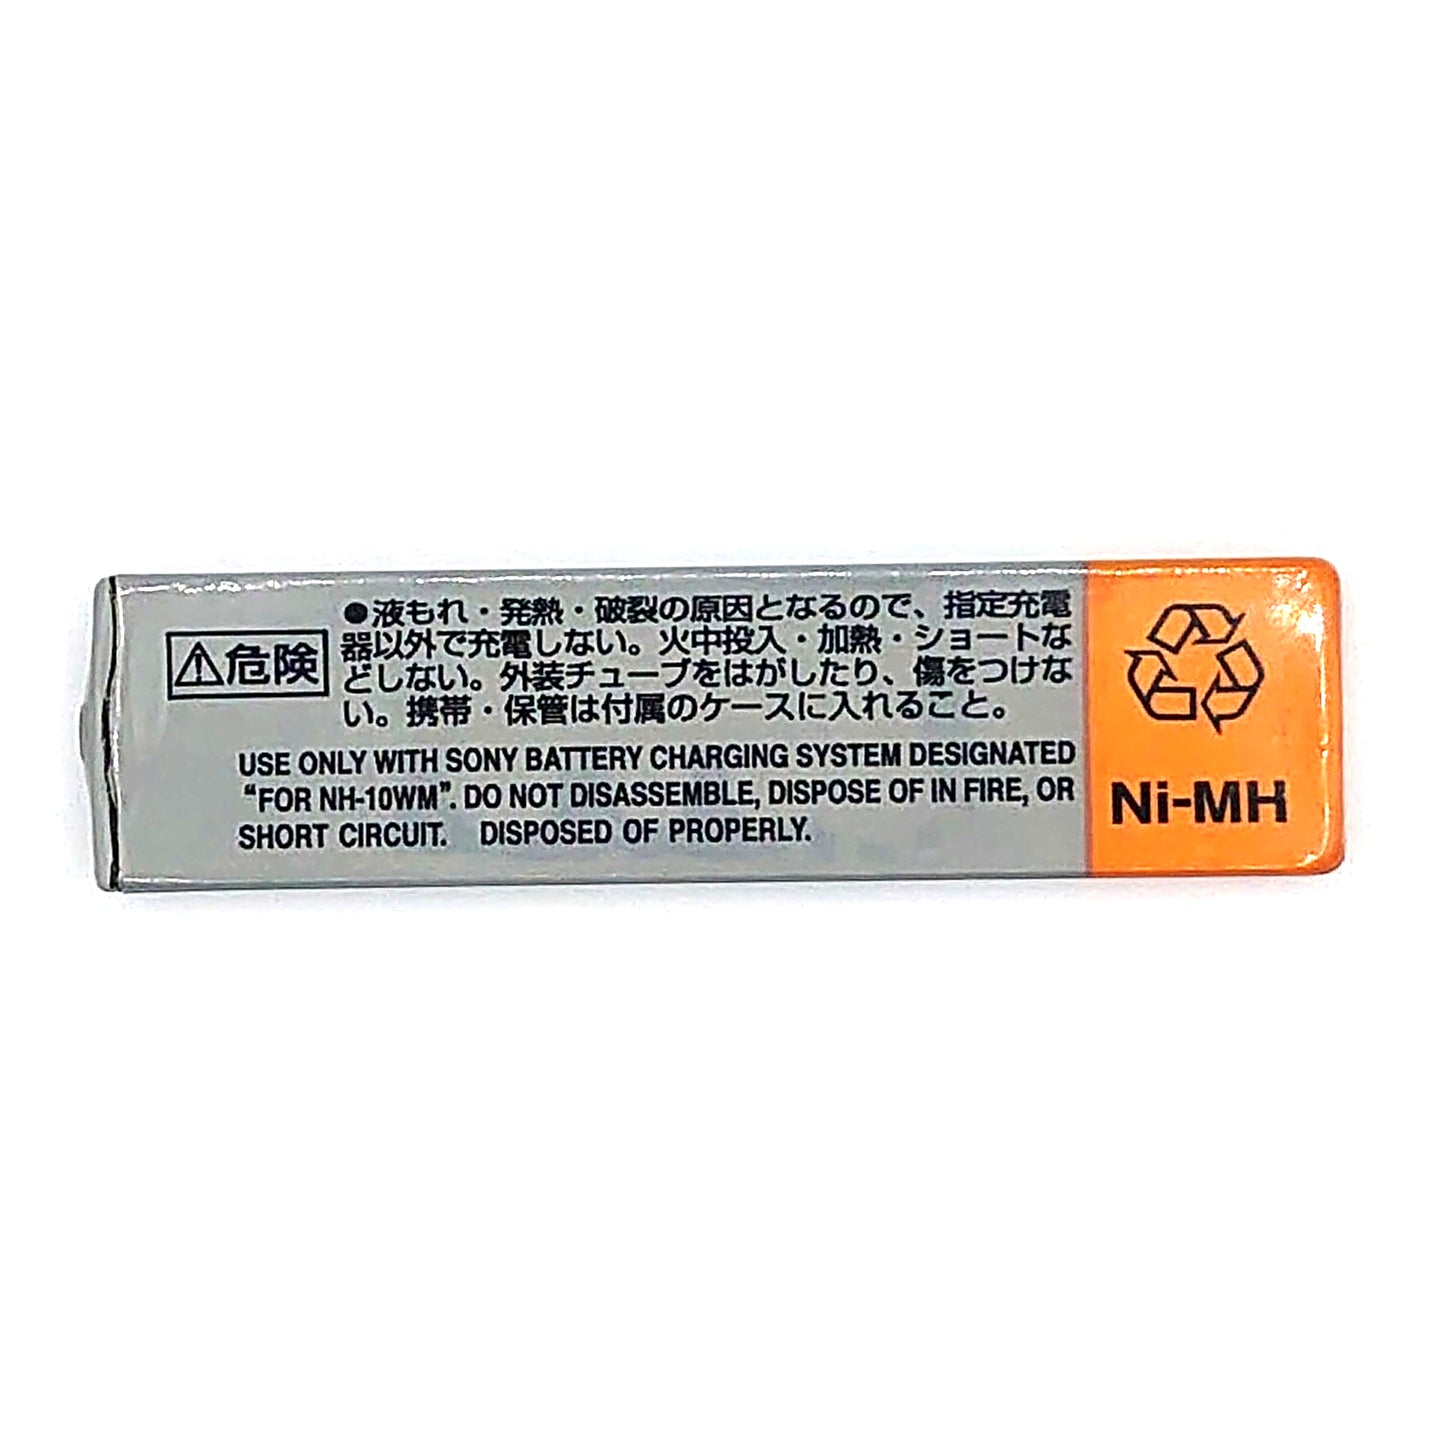 ⚠危険
●液もれ・発熱・破裂の原因となるので、指定充電
器以外で充電しない。火中投入・加熱・ショートな
どしない。外装チューブをはがしたり、傷をつけな
い。携帯・保管は付属のケースに入れること。
USE ONLY WITH SONY BATTERY CHARGING SYSTEM DESIGNATED
“FOR NH-10WM”. DO NOT DISASSEMBLE, DISPOSE OF IN FIRE, OR
SHORT CIRCUIT. DISPOSED OF PROPERLY.
Ni-MH